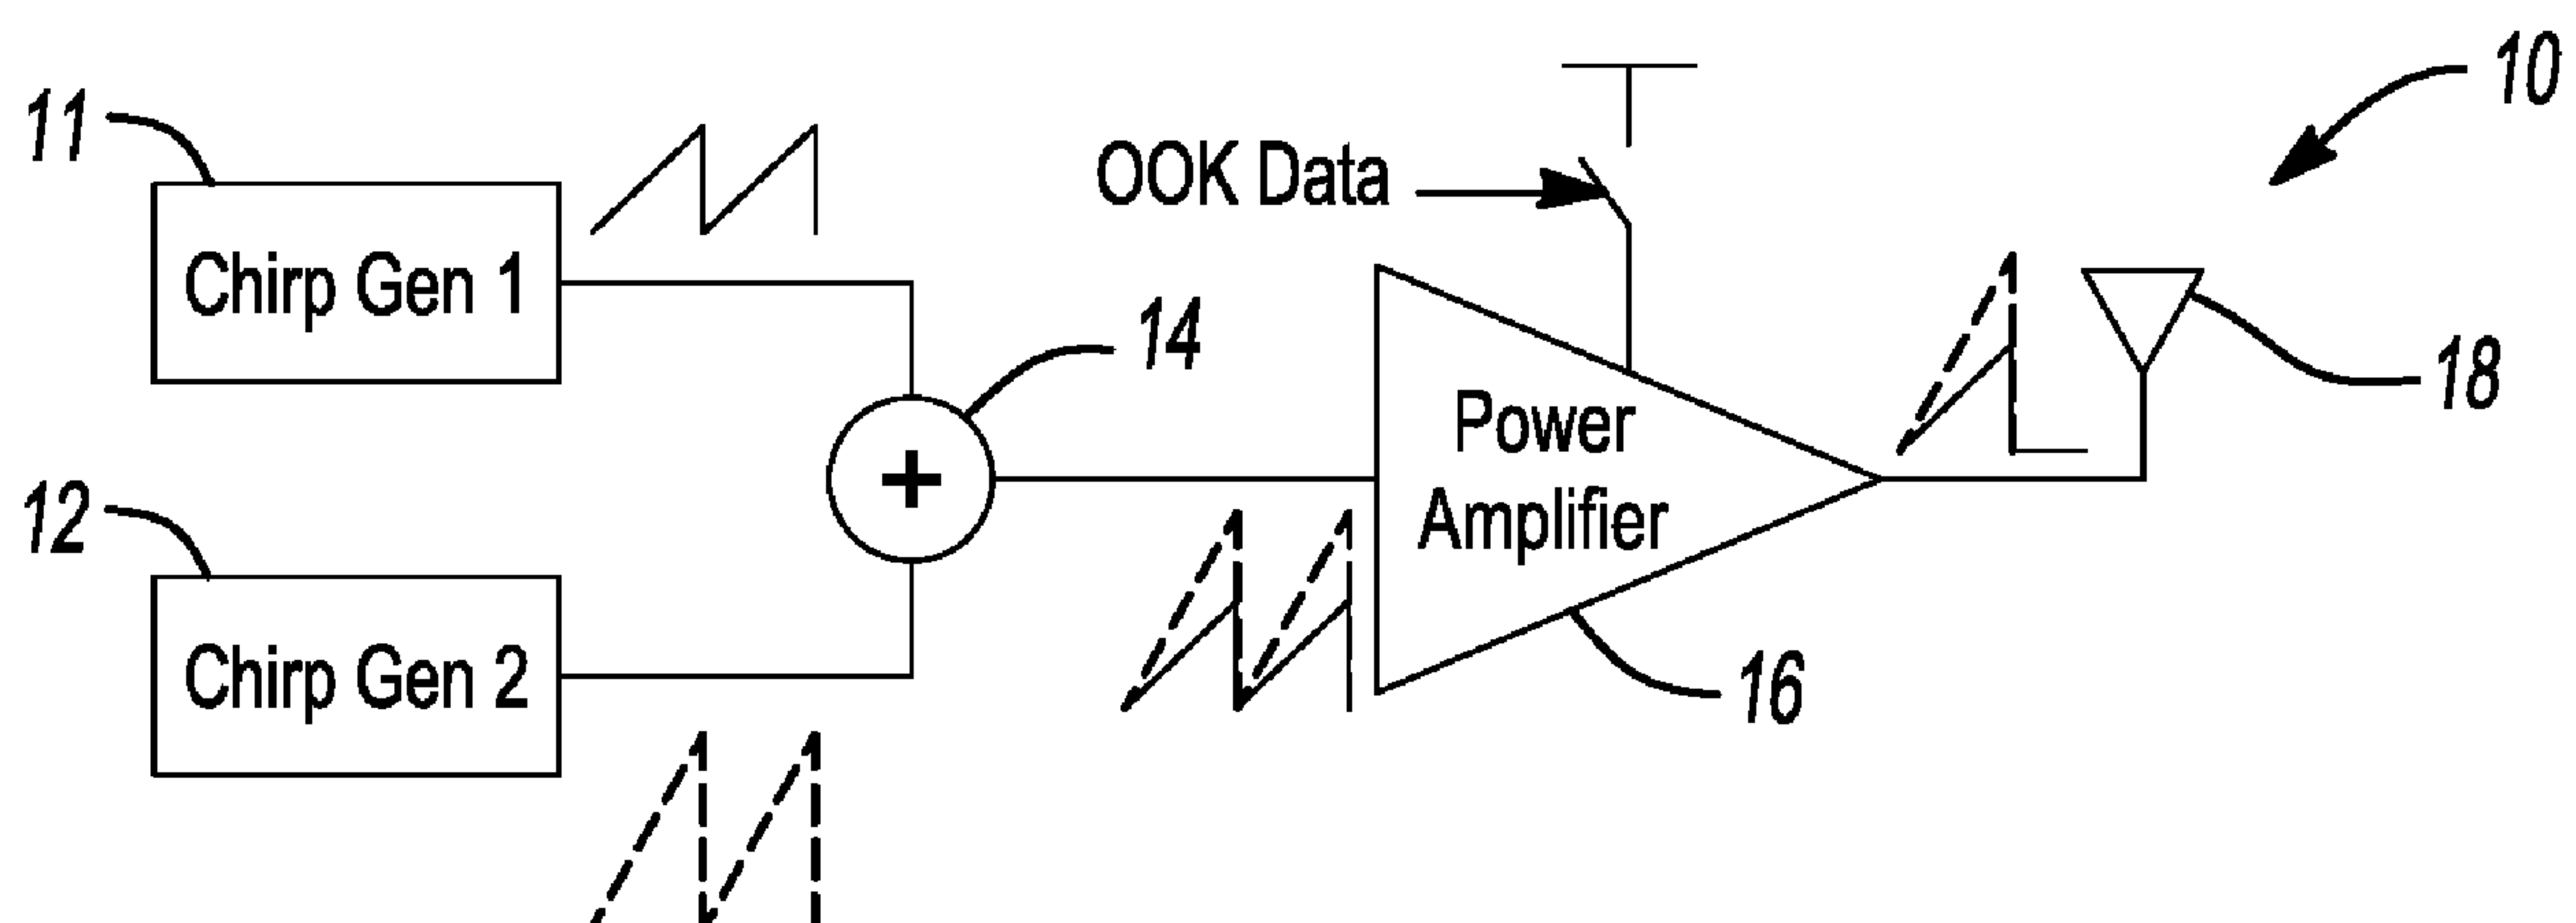 10
11
OOK Data
Chirp Gen 1
14
18
Power
Amplifier
+
12
Chirp Gen 2
16